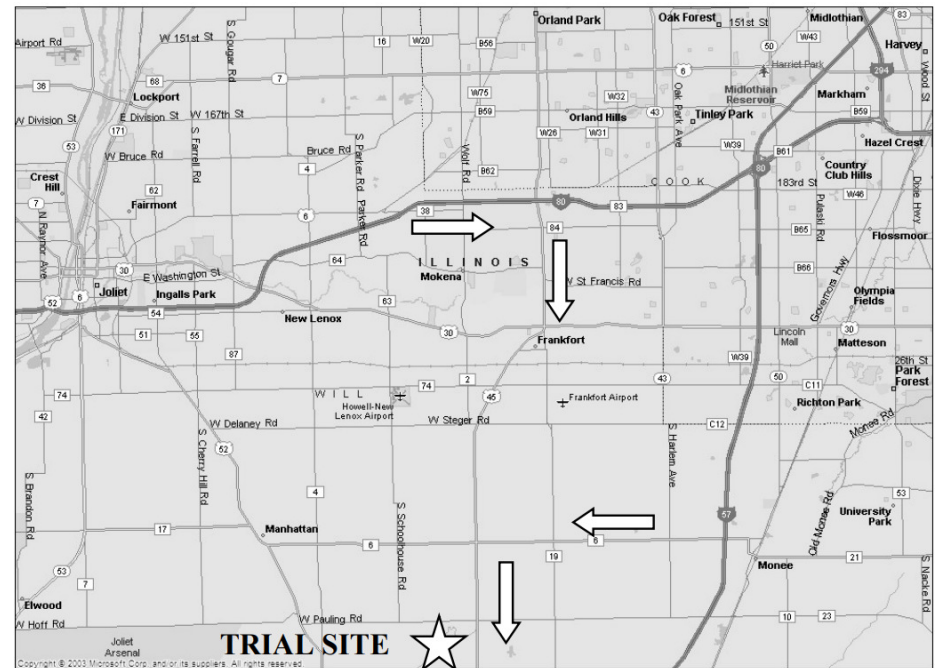 Orland Park
Oak Forest
151st St
Midlothian
83
Airport Rd
W 151st St
S Gougar Rd
16
W20
B56
50
W43
Harvey
Wood St
36
68
7
6
Harriet Park
294
Lockport
W75
43
Oak Park Ave
Midlothian
Reservoir
Markham
W Division St
E Division St
W 167th St
B59
W32
Orland Hills
Tinley Park
B59
171
53
S Farrell Rd
S Parker Rd
Wolf Rd
W26
W31
W39
B61
Hazel Crest
W Bruce Rd
Bruce Rd
4
B62
80
Country
Club Hills
Dixie Hwy
Crest
Hill
62
COOK
183rd St
W46
7
Fairmont
6
Parker Rd
38
80
83
Pulaski Rd
N Raynor Ave
84
B65
Flossmoor
30
64
ILLINOIS
B66
E Washington St
Mokena
W St Francis Rd
Governors Hwy
Olympia
Fields
52
6
Joliet
Ingalls Park
63
54
New Lenox
30
Lincoln
Mall
30
51
55
Frankfort
Matteson
87
W39
26th St
Park
Forest
74
WILL
74
2
43
50
C11
Howell-New
Lenox Airport
45
Frankfort Airport
Richton Park
42
W Delaney Rd
W Steger Rd
C12
Monee Rd
52
S Cherry Hill Rd
S Harlem Ave
S Brandon Rd
4
S Schoolhouse Rd
Old Monee Rd
53
University
Park
57
17
Manhattan
6
6
19
21
Monee
53
7
S Nacke Rd
Elwood
W Hoff Rd
W Pauling Rd
10
23
Joliet
Arsenal
TRIAL SITE
Copyright © 2003 Microsoft Corp. and/or its suppliers. All rights reserved.